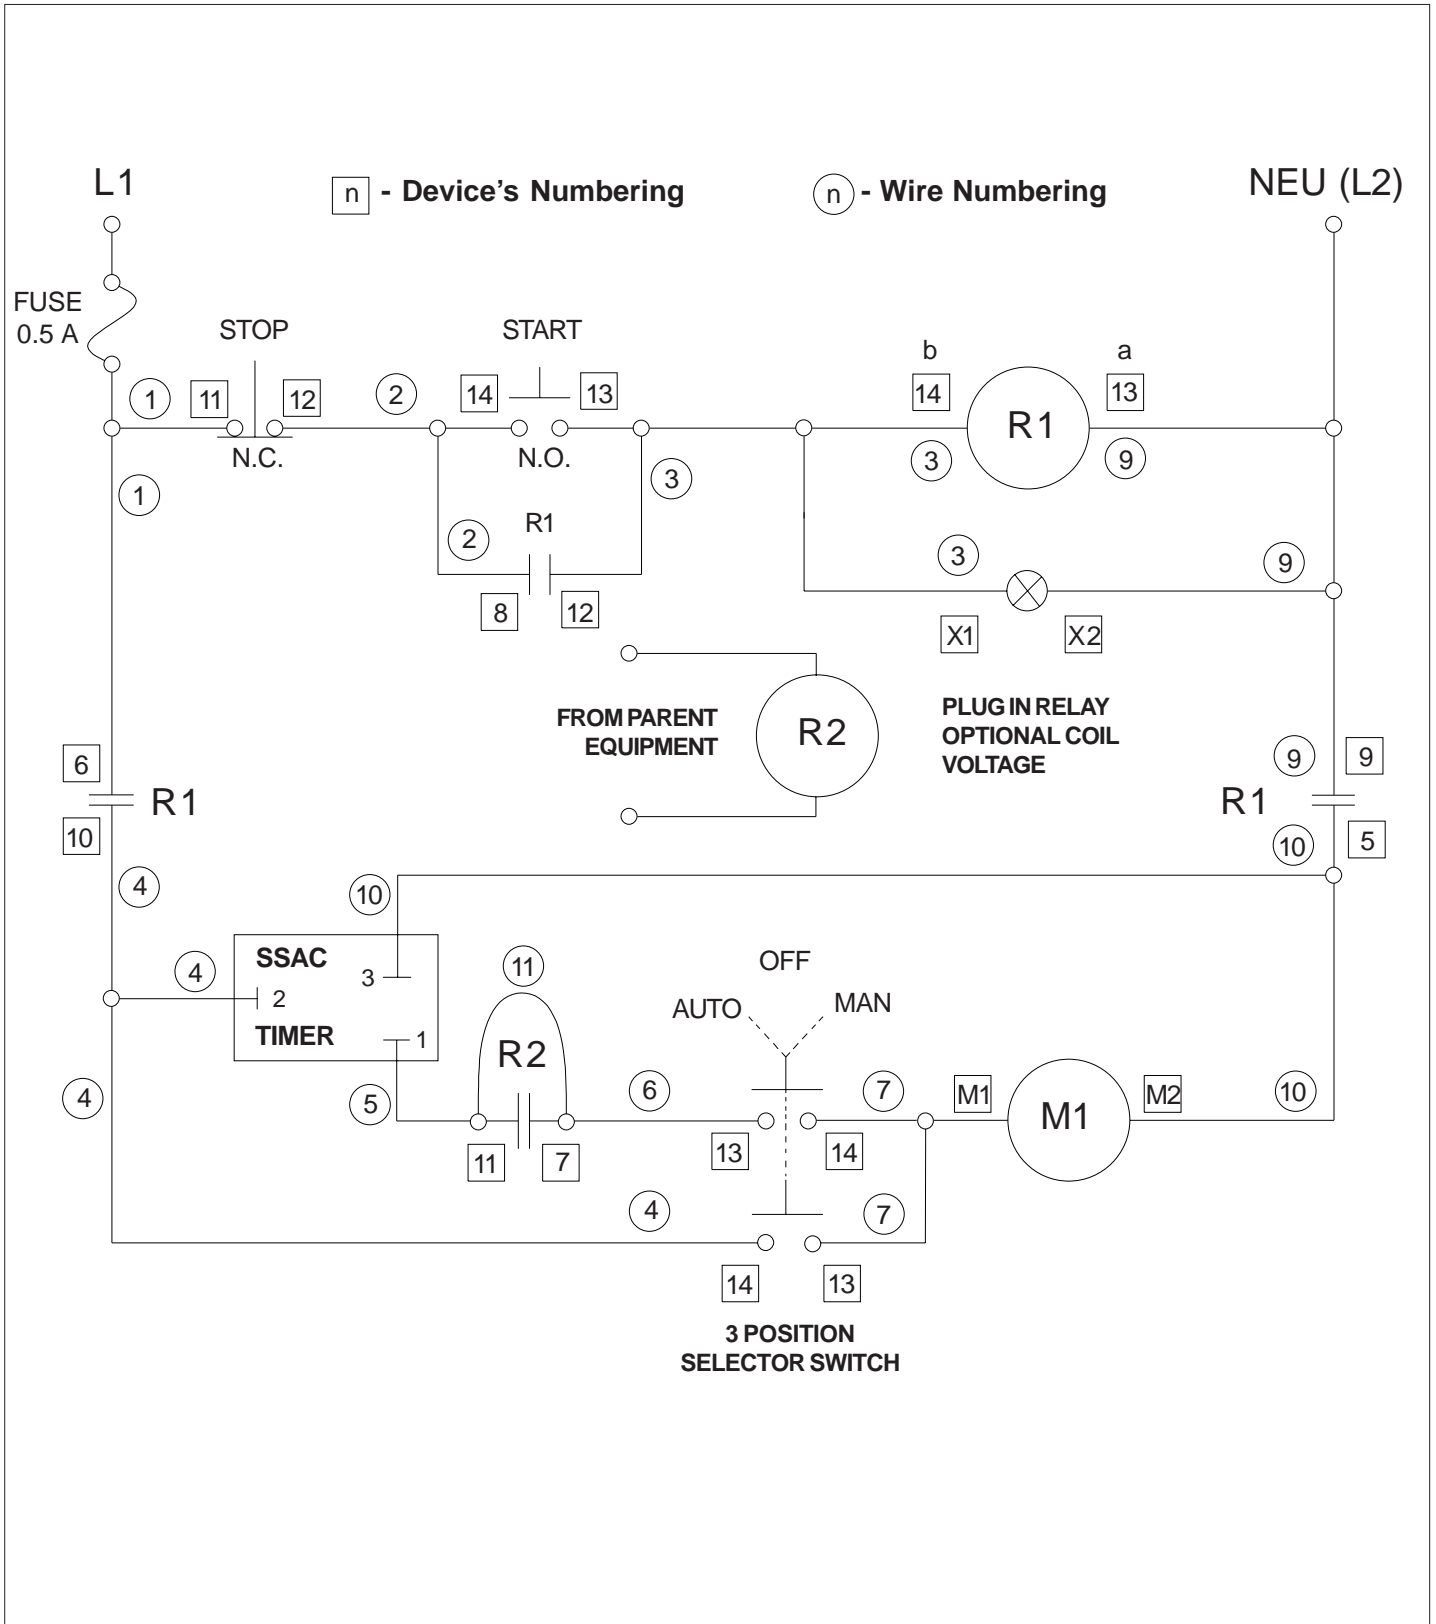 L1
n - Device's Numbering
n - Wire Numbering
NEU (L2)
FUSE
0.5 A
STOP
START
b
a
1
11
12
2
14
13
14
13
R1
N.C.
N.O.
3
9
1
3
2
R1
8
12
3
9
X1
X2
FROM PARENT
EQUIPMENT
R2
PLUG IN RELAY
OPTIONAL COIL
VOLTAGE
6
R1
10
9
9
R1
10
5
4
10
SSAC
4
2
3
TIMER
1
11
R2
OFF
AUTO
MAN
4
5
6
7
M1
M1
M2
10
11
7
13
14
4
7
14
13
3 POSITION
SELECTOR SWITCH